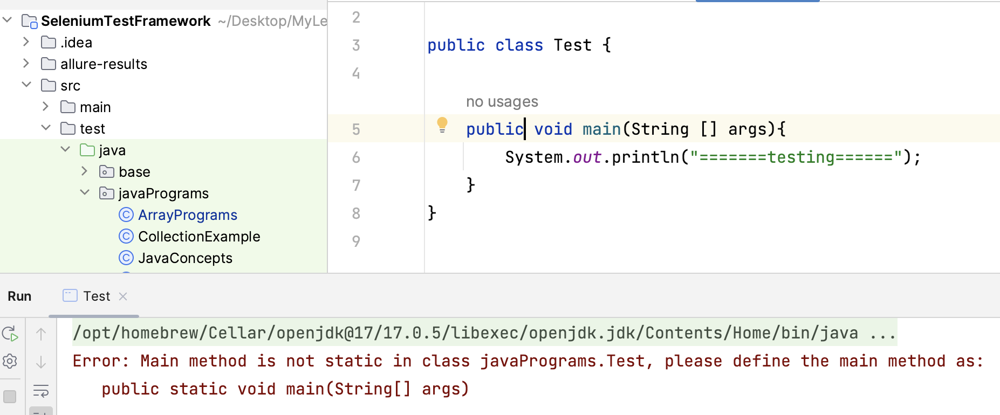 SeleniumTestFramework ~/Desktop/MyLe
.idea
allure-results
src
main
test
java
base
javaPrograms
ArrayPrograms
CollectionExample
JavaConcepts
2
3 public class Test {
4
no usages
5 public void main(String [] args){
6 System.out.println("=======testing======");
7 }
8 }
9
Run Test
/opt/homebrew/Cellar/openjdk@17/17.0.5/libexec/openjdk.jdk/Contents/Home/bin/java ...
Error: Main method is not static in class javaPrograms.Test, please define the main method as:
public static void main(String[] args)